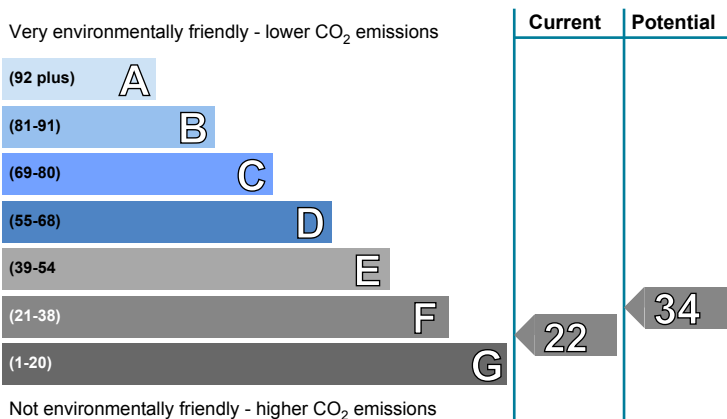 Current Potential
Very environmentally friendly - lower CO2 emissions
(92 plus) A
(81-91) B
(69-80) C
(55-68) D
(39-54 E
(21-38) F
34
22
(1-20) G
Not environmentally friendly - higher CO2 emissions